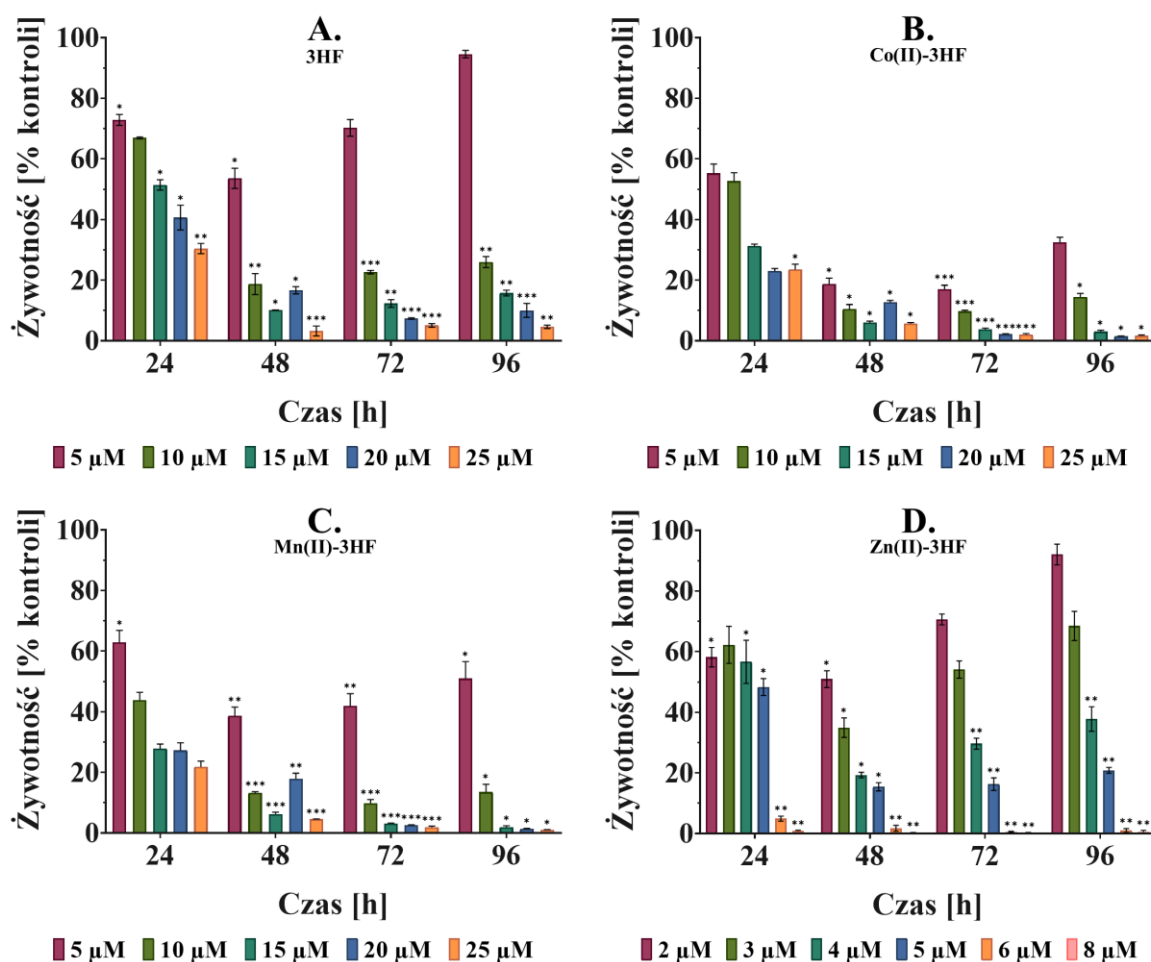 A.
3HF
Żywotność [% kontroli]
100
80
60
40
20
0
* * * **
* ** * * ***
*** ** *** ***
** ** *** **
24 48 72 96
Czas [h]
5 µM 10 µM 15 µM 20 µM 25 µM
B.
Co(II)-3HF
Żywotność [% kontroli]
100
80
60
40
20
0
*
* * * * *
*** *** *** *** ***
* * * *
24 48 72 96
Czas [h]
5 µM 10 µM 15 µM 20 µM 25 µM
C.
Mn(II)-3HF
Żywotność [% kontroli]
100
80
60
40
20
0
*
** *** *** ** ***
** *** *** *** ***
* * * * *
24 48 72 96
Czas [h]
5 µM 10 µM 15 µM 20 µM 25 µM
D.
Zn(II)-3HF
Żywotność [% kontroli]
100
80
60
40
20
0
* * * ** **
* * * * ** **
** ** ** **
** ** ** **
24 48 72 96
Czas [h]
2 µM 3 µM 4 µM 5 µM 6 µM 8 µM